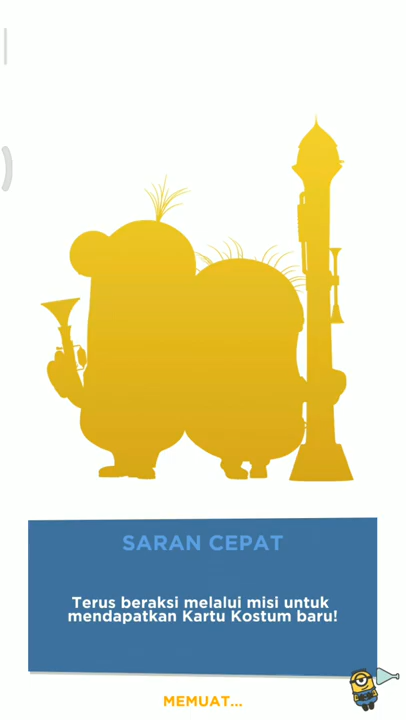 SARAN CEPAT
Terus beraksi melalui misi untuk
mendapatkan Kartu Kostum baru!
MEMUAT...